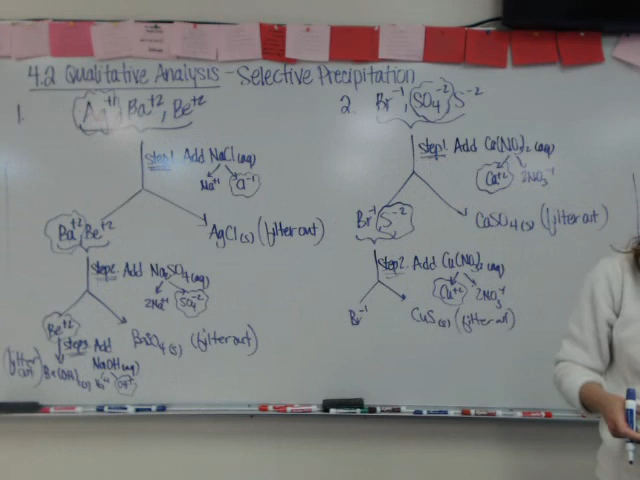 4.2 Qualitative Analysis - Selective Precipitation
1. Ag+1, Ba+2, Be+2
step 1 Add NaCl(aq)
Na+1 Cl-1
Ba+2, Be+2
AgCl(s) (filter out)
step 2. Add Na2SO4(aq)
2Na+1 SO4-2
Be+2
BaSO4(s) (filter out)
step 3 Add
NaOH(aq)
(filter out) Be(OH)2(s) Na+1 OH-1
2. Br-1, SO4-2, S-2
step 1. Add Ca(NO3)2(aq)
Ca+2 2NO3-1
Br-1, S-2
CaSO4(s) (filter out)
step 2. Add Cu(NO3)2(aq)
Cu+2 2NO3-1
Br-1
CuS(s) (filter out)